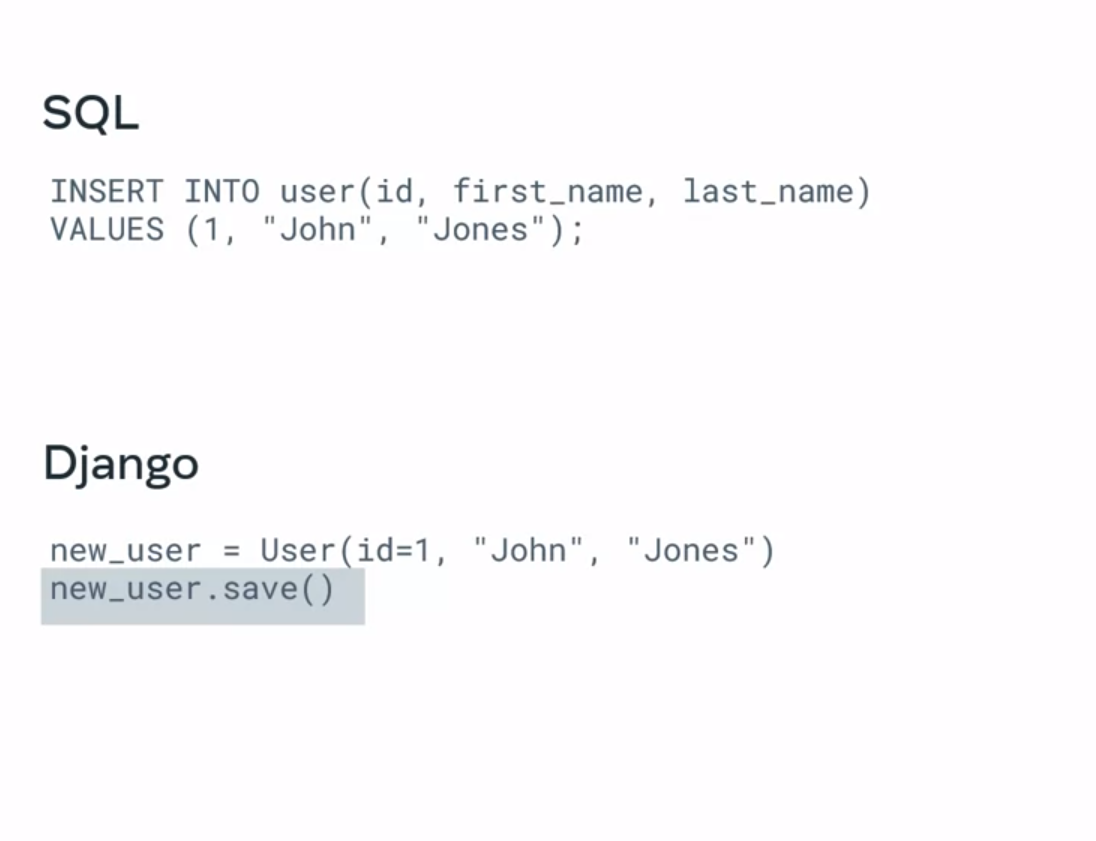 SQL
INSERT INTO user(id, first_name, last_name)
VALUES (1, "John", "Jones");
Django
new_user = User(id=1, "John", "Jones")
new_user.save()